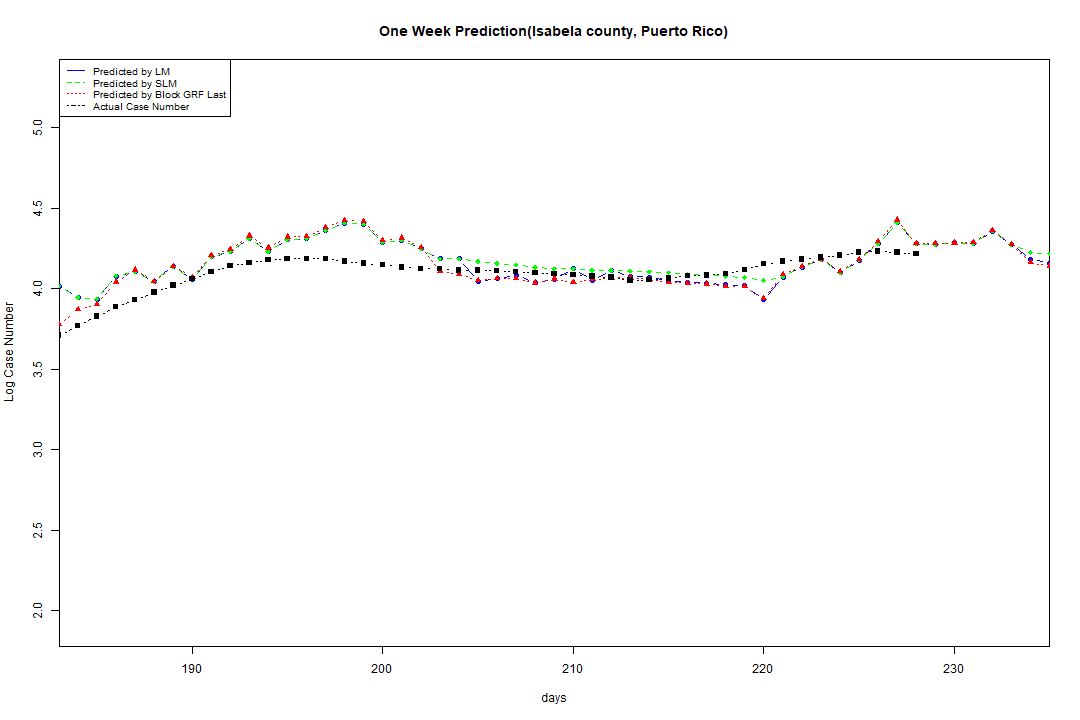 One Week Prediction(Isabela county, Puerto Rico)
Predicted by LM
Predicted by SLM
Predicted by Block GRF Last
Actual Case Number
5.0
4.5
4.0
3.5
3.0
2.5
2.0
Log Case Number
190 200 210 220 230
days